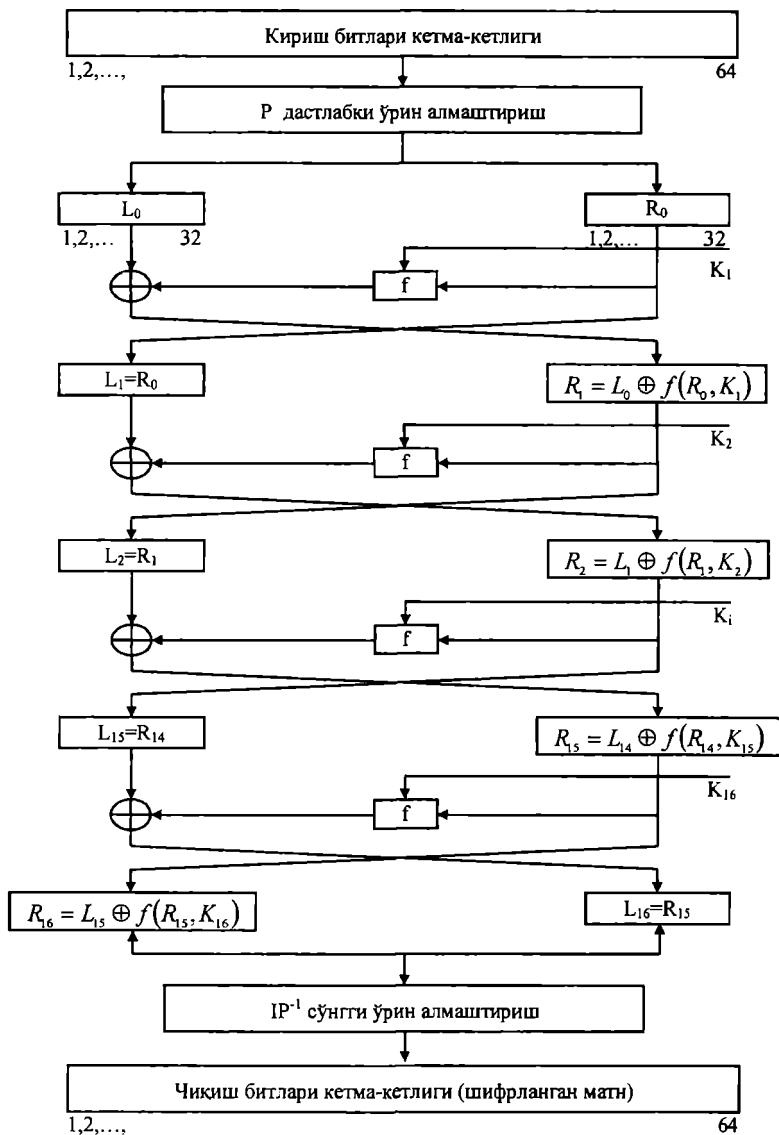 Кириш битлари кетма-кетлиги
1,2,..., 64
P дастлабки ўрин алмаштириш
L₀ R₀
1,2,... 32 1,2,... 32
K₁
f
L₁=R₀ R₁ = L₀ ⊕ f(R₀, K₁)
K₂
f
L₂=R₁ R₂ = L₁ ⊕ f(R₁, K₂)
Kᵢ
f
L₁₅=R₁₄ R₁₅ = L₁₄ ⊕ f(R₁₄, K₁₅)
K₁₆
f
R₁₆ = L₁₅ ⊕ f(R₁₅, K₁₆) L₁₆=R₁₅
IP⁻¹ сўнгги ўрин алмаштириш
Чиқиш битлари кетма-кетлиги (шифрланган матн)
1,2,..., 64